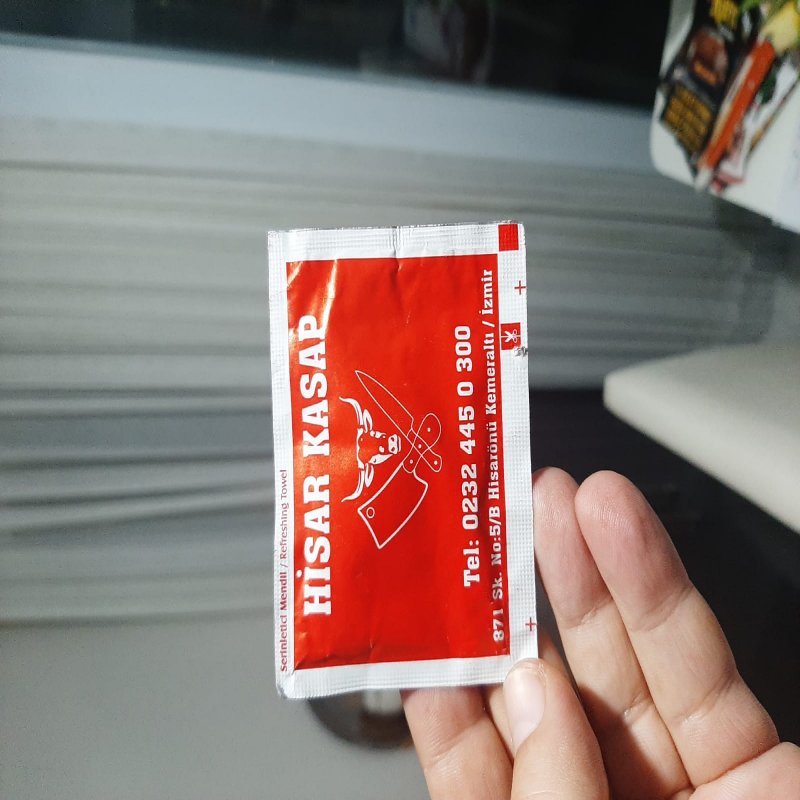 Serinletici Mendil / Refreshing Towel
HİSAR KASAP
Tel: 0232 445 0 300
871 Sk. No:5/B Hisarönü Kemeraltı / İzmir